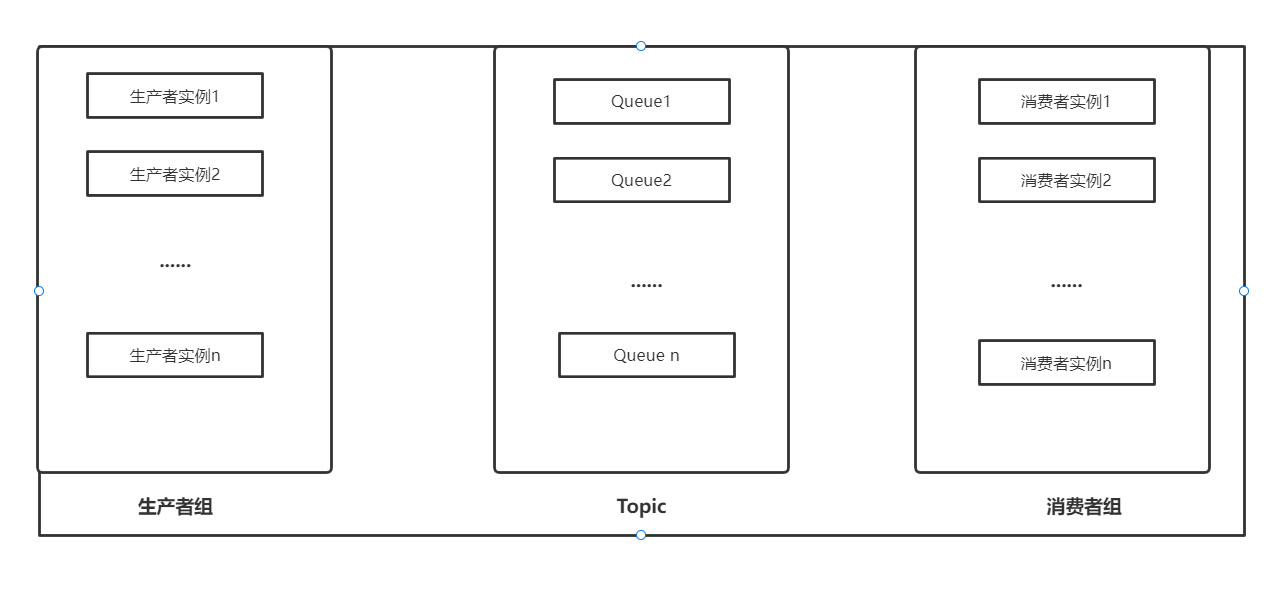 生产者实例1
生产者实例2
......
生产者实例n
生产者组
Queue1
Queue2
......
Queue n
Topic
消费者实例1
消费者实例2
......
消费者实例n
消费者组